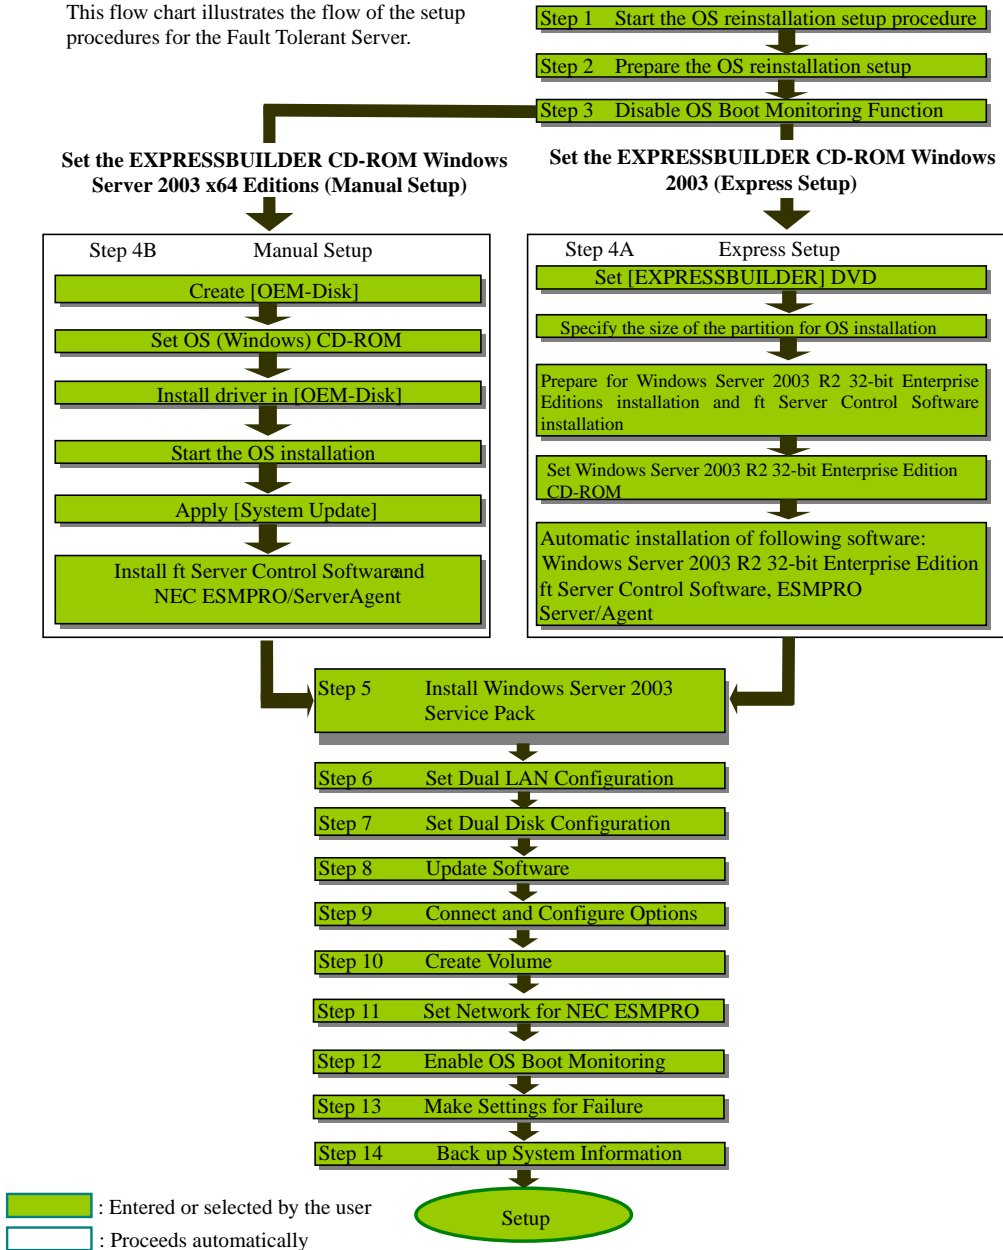 This flow chart illustrates the flow of the setup
procedures for the Fault Tolerant Server.
Step 1 Start the OS reinstallation setup procedure
Step 2 Prepare the OS reinstallation setup
Step 3 Disable OS Boot Monitoring Function
Set the EXPRESSBUILDER CD-ROM Windows
Server 2003 x64 Editions (Manual Setup)
Set the EXPRESSBUILDER CD-ROM Windows
2003 (Express Setup)
Step 4B Manual Setup
Create [OEM-Disk]
Set OS (Windows) CD-ROM
Install driver in [OEM-Disk]
Start the OS installation
Apply [System Update]
Install ft Server Control Software and
NEC ESMPRO/ServerAgent
Step 4A Express Setup
Set [EXPRESSBUILDER] DVD
Specify the size of the partition for OS installation
Prepare for Windows Server 2003 R2 32-bit Enterprise
Editions installation and ft Server Control Software
installation
Set Windows Server 2003 R2 32-bit Enterprise Edition
CD-ROM
Automatic installation of following software:
Windows Server 2003 R2 32-bit Enterprise Edition
ft Server Control Software, ESMPRO
Server/Agent
Step 5 Install Windows Server 2003
Service Pack
Step 6 Set Dual LAN Configuration
Step 7 Set Dual Disk Configuration
Step 8 Update Software
Step 9 Connect and Configure Options
Step 10 Create Volume
Step 11 Set Network for NEC ESMPRO
Step 12 Enable OS Boot Monitoring
Step 13 Make Settings for Failure
Step 14 Back up System Information
Setup
: Entered or selected by the user
: Proceeds automatically